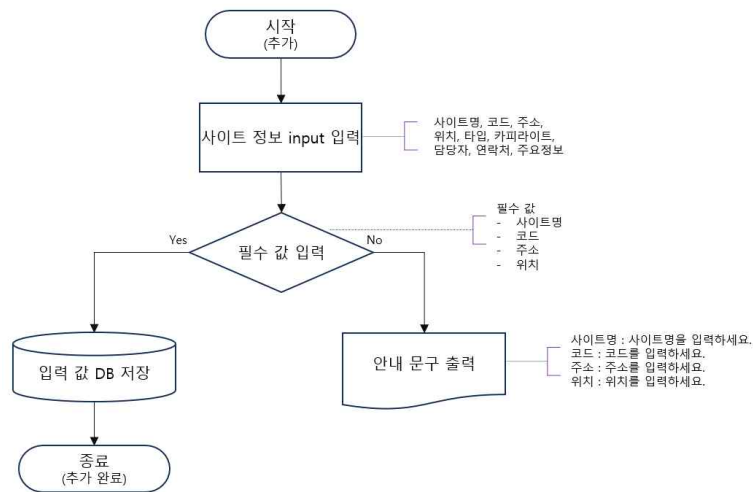 시작
(추가)
사이트 정보 input 입력
사이트명, 코드, 주소,
위치, 타입, 카피라이트,
담당자, 연락처, 주요정보
필수 값
- 사이트명
- 코드
- 주소
- 위치
Yes
필수 값 입력
No
입력 값 DB 저장
안내 문구 출력
사이트명 : 사이트명을 입력하세요.
코드 : 코드를 입력하세요.
주소 : 주소를 입력하세요.
위치 : 위치를 입력하세요.
종료
(추가 완료)